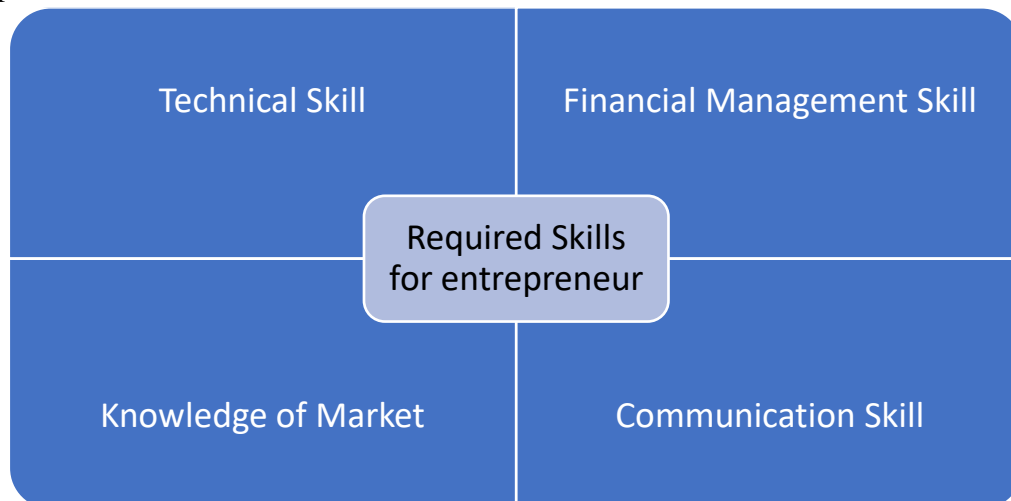 Technical Skill
Financial Management Skill
Required Skills
for entrepreneur
Knowledge of Market
Communication Skill